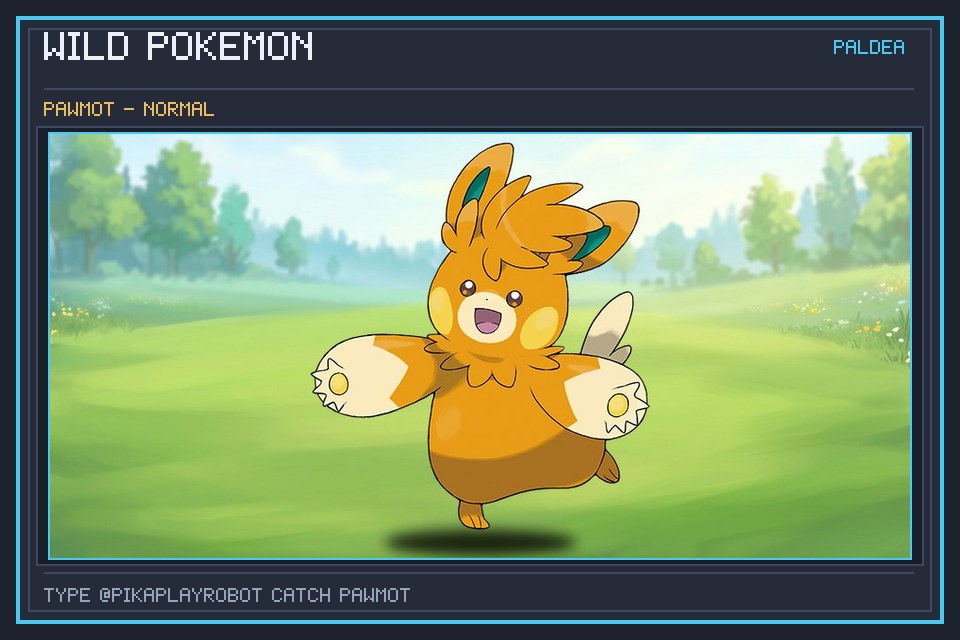 WILD POKEMON
PALDEA
PAWMOT - NORMAL
TYPE @PIKAPLAYROBOT CATCH PAWMOT